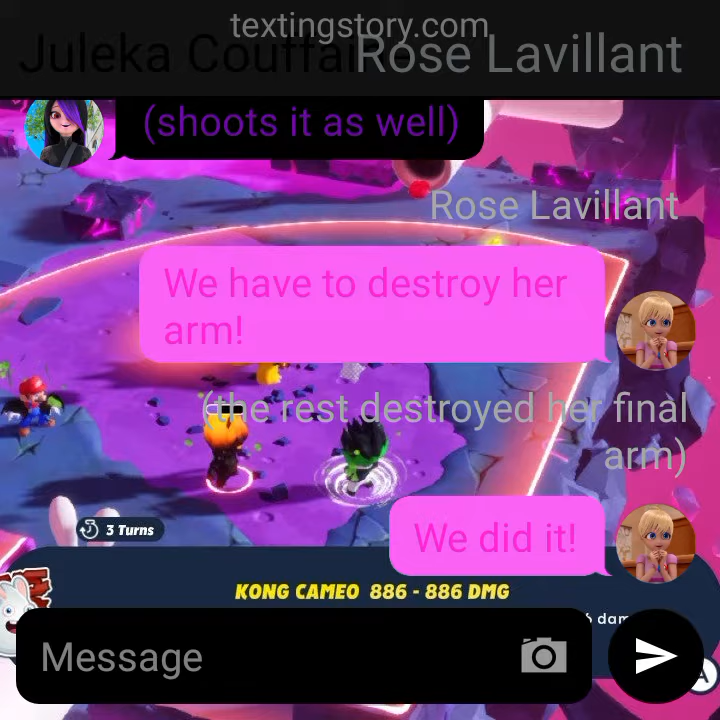 textingstory.com
Juleka Couffai
Rose Lavillant
(shoots it as well)
Rose Lavillant
We have to destroy her
arm!
(the rest destroyed her final
arm)
3 Turns
We did it!
KONG CAMEO 886 - 886 DMG
Message
A